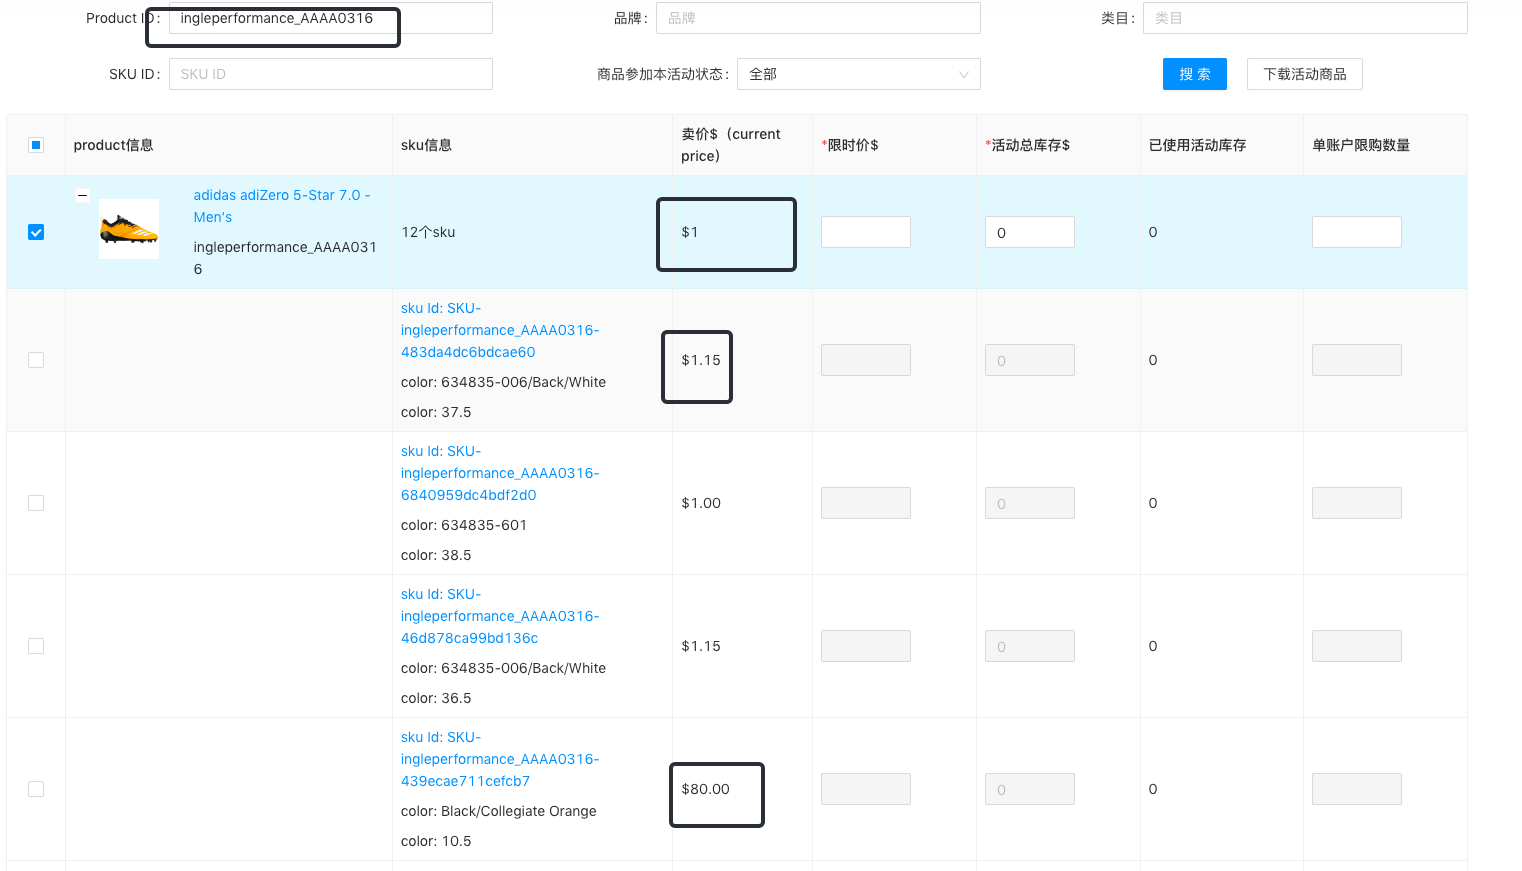 Product ID: ingleperformance_AAAA0316 品牌: 品牌 类目: 类目
SKU ID: SKU ID 商品参加本活动状态: 全部 搜 索 下载活动商品
product信息 sku信息 卖价$（current price） *限时价$ *活动总库存$ 已使用活动库存 单账户限购数量
adidas adiZero 5-Star 7.0 -
Men's
ingleperformance_AAAA031
6
12个sku $1 0 0
sku Id: SKU-
ingleperformance_AAAA0316-
483da4dc6bdcae60
color: 634835-006/Back/White
color: 37.5
$1.15 0 0
sku Id: SKU-
ingleperformance_AAAA0316-
6840959dc4bdf2d0
color: 634835-601
color: 38.5
$1.00 0 0
sku Id: SKU-
ingleperformance_AAAA0316-
46d878ca99bd136c
color: 634835-006/Back/White
color: 36.5
$1.15 0 0
sku Id: SKU-
ingleperformance_AAAA0316-
439ecae711cefcb7
color: Black/Collegiate Orange
color: 10.5
$80.00 0 0